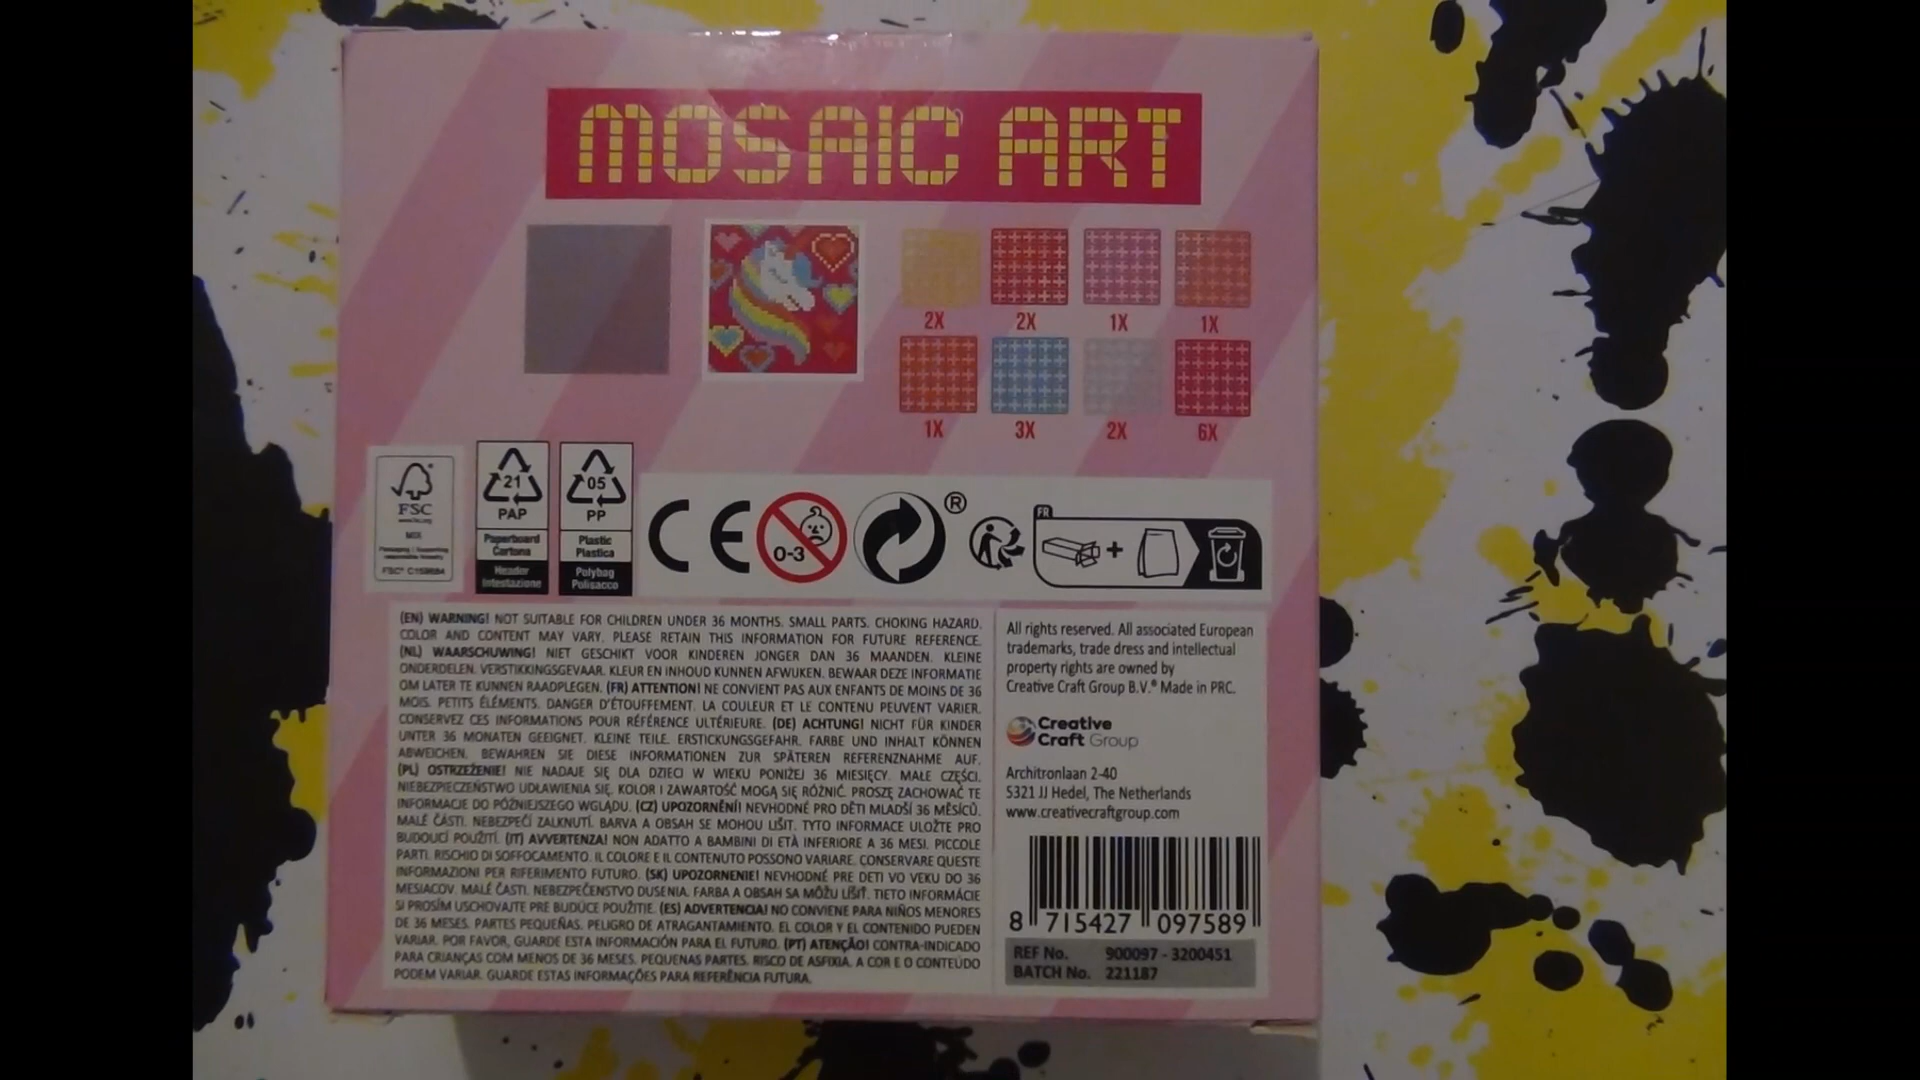 MOSAIC ART
2X 2X 1X 1X
1X 3X 2X 6X
FSC
www.fsc.org
MIX
FSC® C159684
21
PAP
Paperboard
Cartone
Header
Intestazione
05
PP
Plastic
Plastica
Polybag
Polisacco
CE
0-3
®
FR
+
(EN) WARNING! NOT SUITABLE FOR CHILDREN UNDER 36 MONTHS. SMALL PARTS. CHOKING HAZARD.
COLOR AND CONTENT MAY VARY. PLEASE RETAIN THIS INFORMATION FOR FUTURE REFERENCE.
(NL) WAARSCHUWING! NIET GESCHIKT VOOR KINDEREN JONGER DAN 36 MAANDEN. KLEINE
ONDERDELEN. VERSTIKKINGSGEVAAR. KLEUR EN INHOUD KUNNEN AFWIJKEN. BEWAAR DEZE INFORMATIE
OM LATER TE KUNNEN RAADPLEGEN. (FR) ATTENTION! NE CONVIENT PAS AUX ENFANTS DE MOINS DE 36
MOIS. PETITS ÉLÉMENTS. DANGER D'ÉTOUFFEMENT. LA COULEUR ET LE CONTENU PEUVENT VARIER.
CONSERVEZ CES INFORMATIONS POUR RÉFÉRENCE ULTÉRIEURE. (DE) ACHTUNG! NICHT FÜR KINDER
UNTER 36 MONATEN GEEIGNET. KLEINE TEILE. ERSTICKUNGSGEFAHR. FARBE UND INHALT KÖNNEN
ABWEICHEN. BEWAHREN SIE DIESE INFORMATIONEN ZUR SPÄTEREN REFERENZNAHME AUF.
(PL) OSTRZEŻENIE! NIE NADAJE SIĘ DLA DZIECI W WIEKU PONIŻEJ 36 MIESIĘCY. MAŁE CZĘŚCI.
NIEBEZPIECZEŃSTWO UDŁAWIENIA SIĘ. KOLOR I ZAWARTOŚĆ MOGĄ SIĘ RÓŻNIĆ. PROSZĘ ZACHOWAĆ TE
INFORMACJE DO PÓŹNIEJSZEGO WGLĄDU. (CZ) UPOZORNĚNÍ! NEVHODNÉ PRO DĚTI MLADŠÍ 36 MĚSÍCŮ.
MALÉ ČÁSTI. NEBEZPEČÍ ZALKNUTÍ. BARVA A OBSAH SE MOHOU LIŠIT. TYTO INFORMACE ULOŽTE PRO
BUDOUCÍ POUŽITÍ. (IT) AVVERTENZA! NON ADATTO A BAMBINI DI ETÀ INFERIORE A 36 MESI. PICCOLE
PARTI. RISCHIO DI SOFFOCAMENTO. IL COLORE E IL CONTENUTO POSSONO VARIARE. CONSERVARE QUESTE
INFORMAZIONI PER RIFERIMENTO FUTURO. (SK) UPOZORNENIE! NEVHODNÉ PRE DETI VO VEKU DO 36
MESIACOV. MALÉ ČASTI. NEBEZPEČENSTVO DUSENIA. FARBA A OBSAH SA MÔŽU LÍŠIŤ. TIETO INFORMÁCIE
SI PROSÍM USCHOVAJTE PRE BUDÚCE POUŽITIE. (ES) ADVERTENCIA! NO CONVIENE PARA NIÑOS MENORES
DE 36 MESES. PARTES PEQUEÑAS. PELIGRO DE ATRAGANTAMIENTO. EL COLOR Y EL CONTENIDO PUEDEN
VARIAR. POR FAVOR, GUARDE ESTA INFORMACIÓN PARA EL FUTURO. (PT) ATENÇÃO! CONTRA-INDICADO
PARA CRIANÇAS COM MENOS DE 36 MESES. PEQUENAS PARTES. RISCO DE ASFIXIA. A COR E O CONTEÚDO
PODEM VARIAR. GUARDE ESTAS INFORMAÇÕES PARA REFERÊNCIA FUTURA.
All rights reserved. All associated European
trademarks, trade dress and intellectual
property rights are owned by
Creative Craft Group B.V.® Made in PRC.
Creative
Craft Group
Architronlaan 2-40
5321 JJ Hedel, The Netherlands
www.creativecraftgroup.com
8 715427 097589
REF No. 900097 - 3200451
BATCH No. 221187